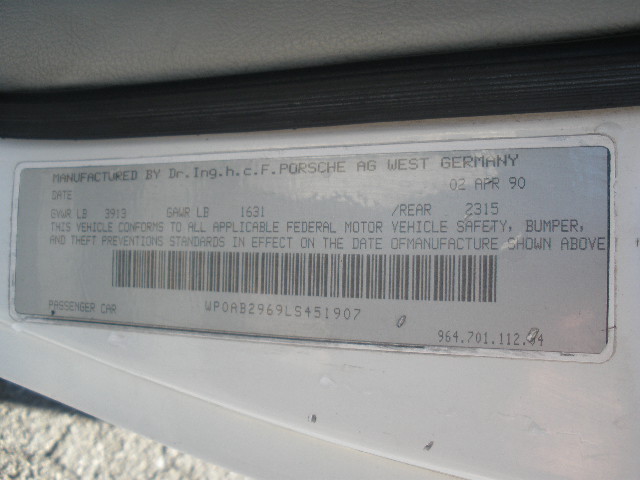 MANUFACTURED BY Dr.Ing.h.c.F.PORSCHE AG WEST GERMANY
DATE 02 APR 90
GVWR LB 3913 GAWR LB 1631 /REAR 2315
THIS VEHICLE CONFORMS TO ALL APPLICABLE FEDERAL MOTOR VEHICLE SAFETY, BUMPER,
AND THEFT PREVENTIONS STANDARDS IN EFFECT ON THE DATE OFMANUFACTURE SHOWN ABOVE
PASSENGER CAR WP0AB2969LS451907
964.701.112.04